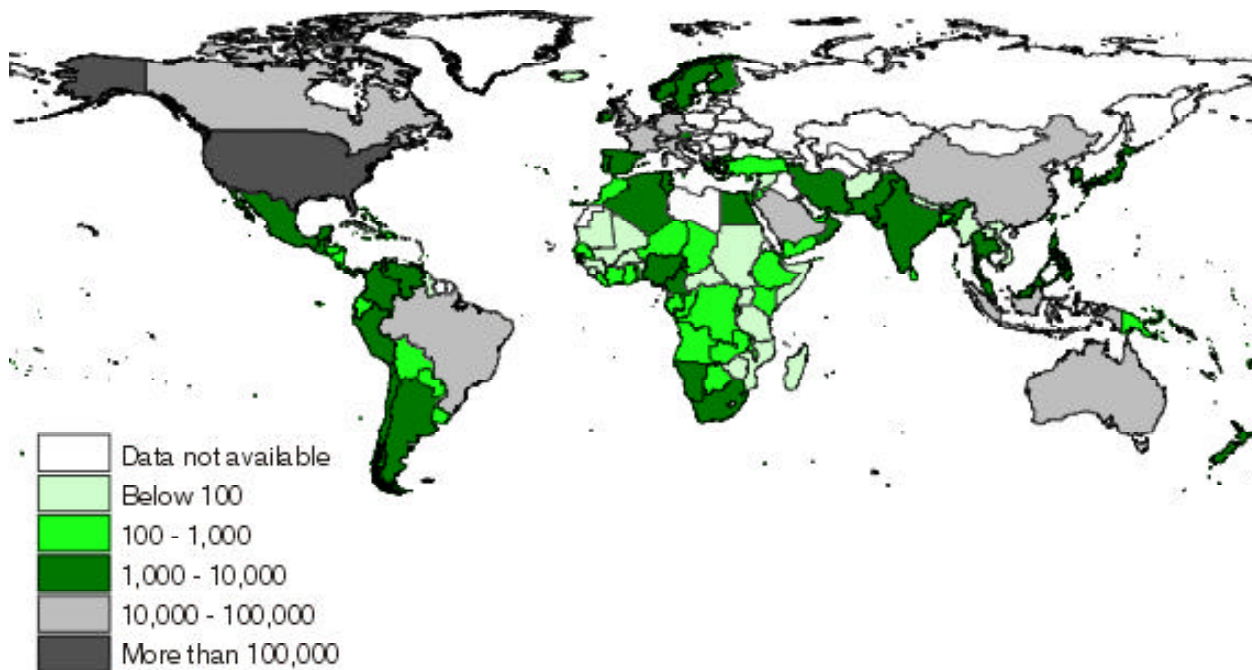 Data not available
Below 100
100 - 1,000
1,000 - 10,000
10,000 - 100,000
More than 100,000